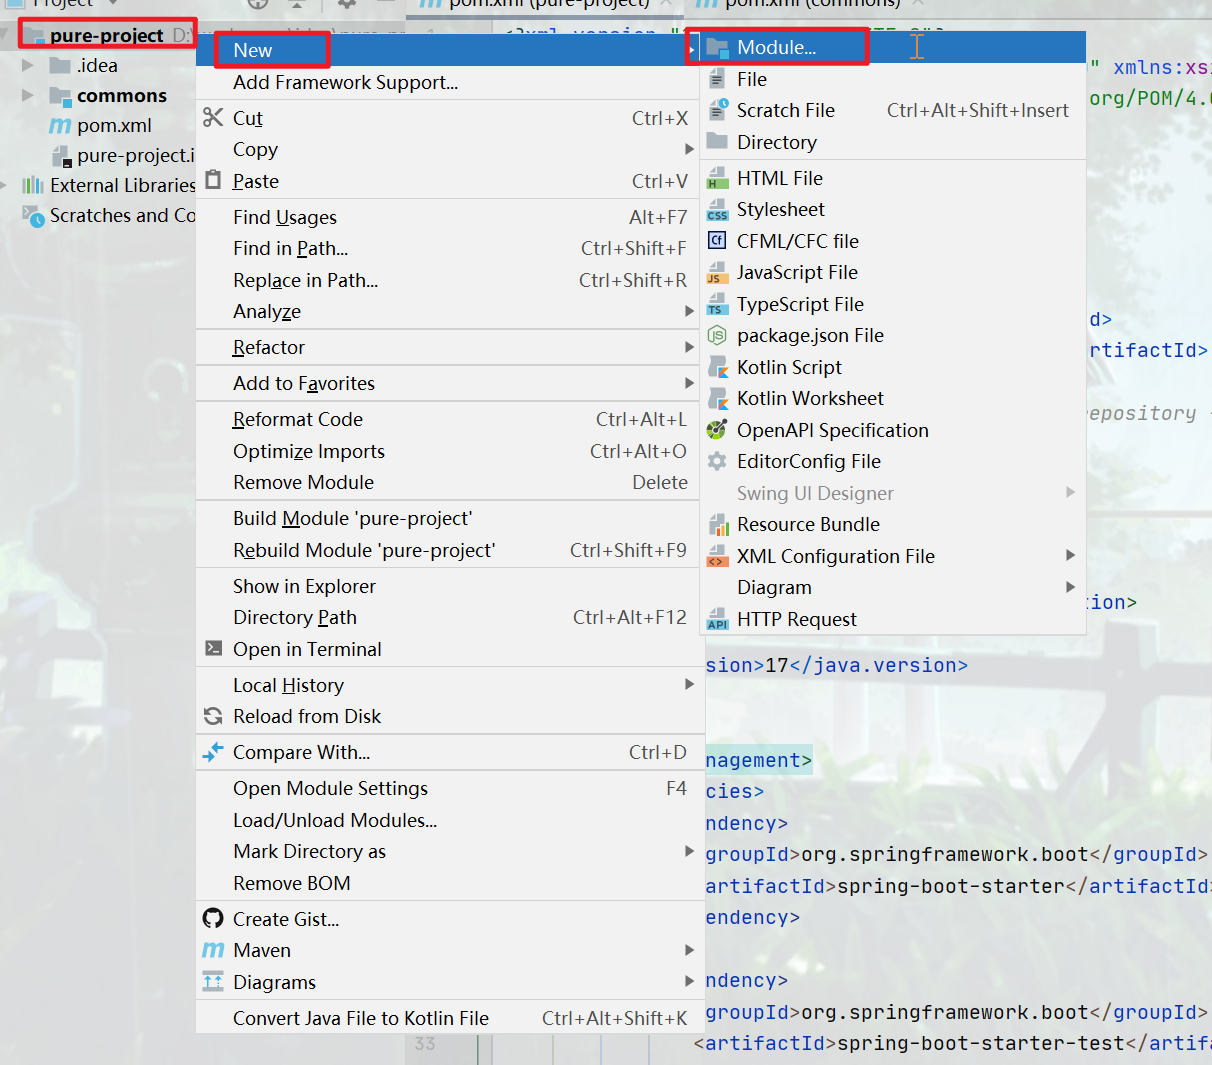 Project
pom.xml (pure-project)
pom.xml (commons)
pure-project D:\
.idea
commons
pom.xml
pure-project.i
External Libraries
Scratches and Co
1
New
Add Framework Support...
Cut Ctrl+X
Copy
Paste Ctrl+V
Find Usages Alt+F7
Find in Path... Ctrl+Shift+F
Replace in Path... Ctrl+Shift+R
Analyze
Refactor
Add to Favorites
Reformat Code Ctrl+Alt+L
Optimize Imports Ctrl+Alt+O
Remove Module Delete
Build Module 'pure-project'
Rebuild Module 'pure-project' Ctrl+Shift+F9
Show in Explorer
Directory Path Ctrl+Alt+F12
Open in Terminal
Local History
Reload from Disk
Compare With... Ctrl+D
Open Module Settings F4
Load/Unload Modules...
Mark Directory as
Remove BOM
Create Gist...
Maven
Diagrams
Convert Java File to Kotlin File Ctrl+Alt+Shift+K
Module...
File
Scratch File Ctrl+Alt+Shift+Insert
Directory
HTML File
Stylesheet
CFML/CFC file
JavaScript File
TypeScript File
package.json File
Kotlin Script
Kotlin Worksheet
OpenAPI Specification
EditorConfig File
Swing UI Designer
Resource Bundle
XML Configuration File
Diagram
HTTP Request
<?xml version
" xmlns:xsi
org/POM/4.0
d>
rtifactId>
repository
tion>
sion>17</java.version>
nagement>
cies>
ndency>
groupId>org.springframework.boot</groupId>
artifactId>spring-boot-starter</artifactId>
endency>
ndency>
groupId>org.springframework.boot</groupId>
33
<artifactId>spring-boot-starter-test</artifa